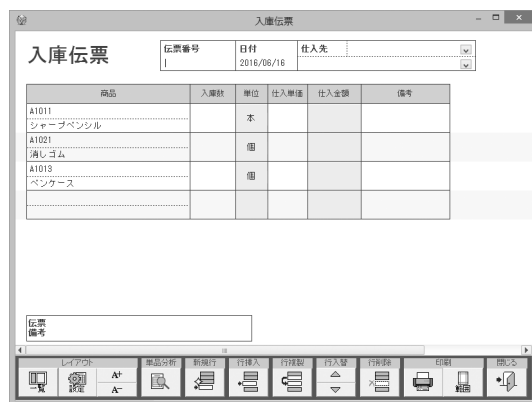 入庫伝票
入庫伝票
伝票番号 日付 仕入先
2016/06/16
商品 入庫数 単位 仕入単価 仕入金額 備考
A1011
シャープペンシル 本
A1021
消しゴム 個
A1013
ペンケース 個
伝票
備考
レイアウト 単品分析 新規行 行挿入 行複製 行入替 行削除 印刷 閉じる
一覧 設定 A+ A- 範囲